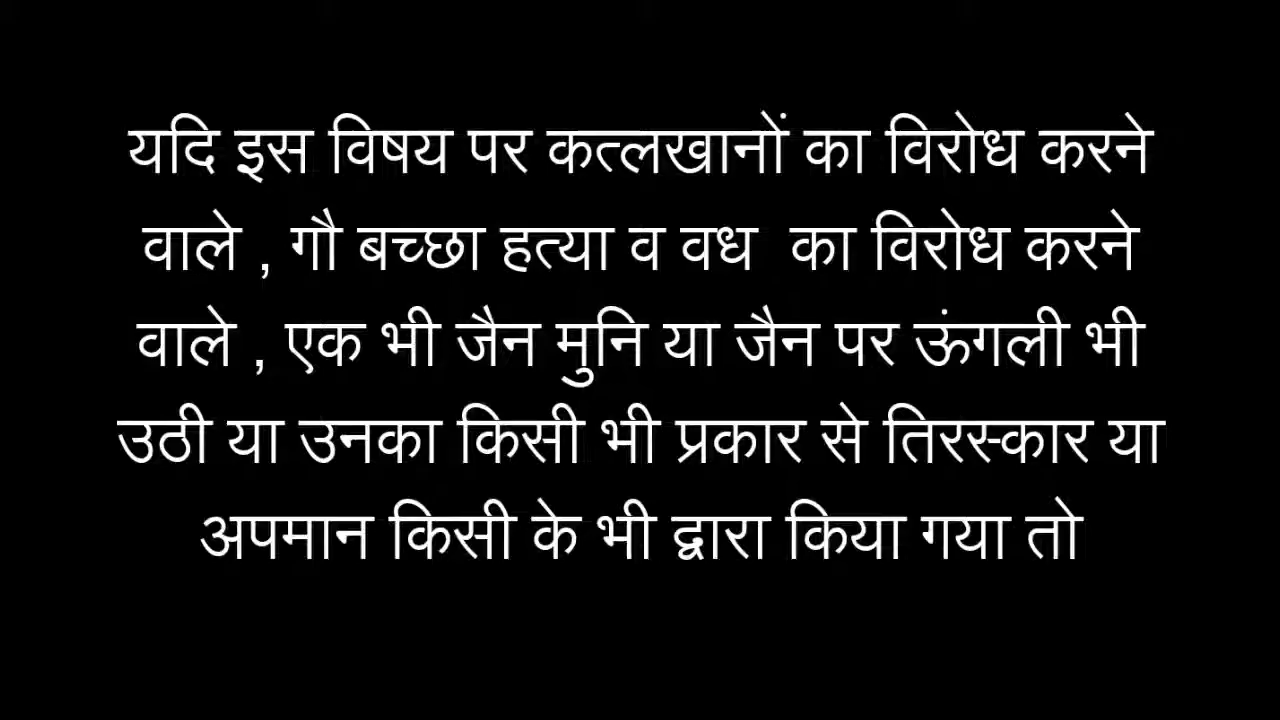 यदि इस विषय पर कत्लखानों का विरोध करने
वाले , गौ बच्छा हत्या व वध  का विरोध करने
वाले , एक भी जैन मुनि या जैन पर ऊंगली भी
उठी या उनका किसी भी प्रकार से तिरस्कार या
अपमान किसी के भी द्वारा किया गया तो